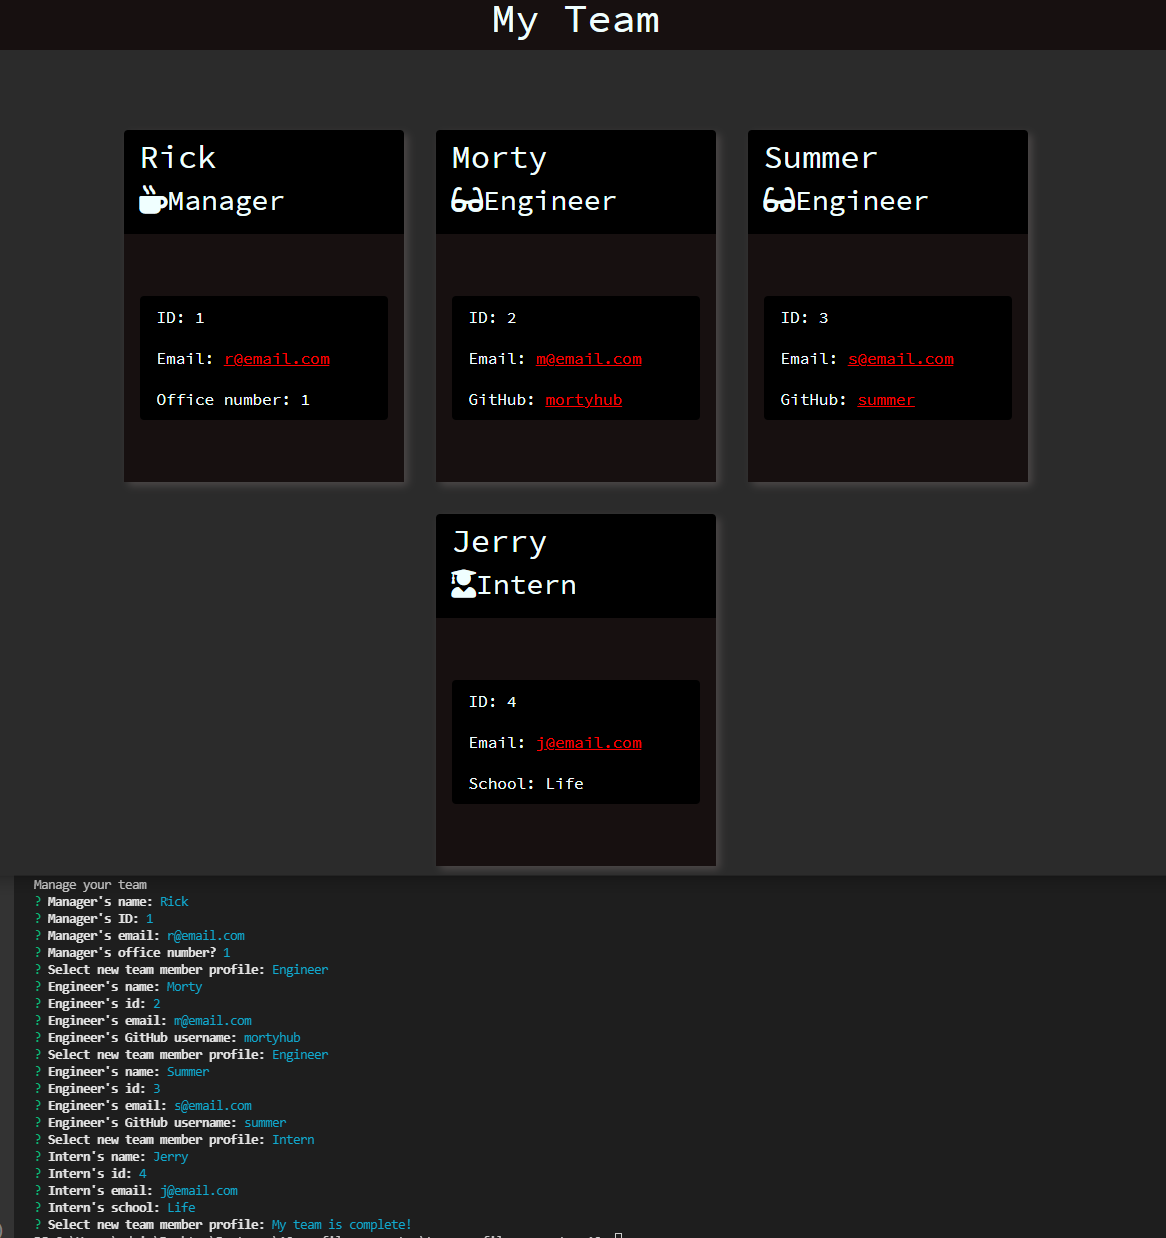 My Team
Rick
Manager
ID: 1
Email: r@email.com
Office number: 1
Morty
Engineer
ID: 2
Email: m@email.com
GitHub: mortyhub
Summer
Engineer
ID: 3
Email: s@email.com
GitHub: summer
Jerry
Intern
ID: 4
Email: j@email.com
School: Life
Manage your team
? Manager's name: Rick
? Manager's ID: 1
? Manager's email: r@email.com
? Manager's office number? 1
? Select new team member profile: Engineer
? Engineer's name: Morty
? Engineer's id: 2
? Engineer's email: m@email.com
? Engineer's GitHub username: mortyhub
? Select new team member profile: Engineer
? Engineer's name: Summer
? Engineer's id: 3
? Engineer's email: s@email.com
? Engineer's GitHub username: summer
? Select new team member profile: Intern
? Intern's name: Jerry
? Intern's id: 4
? Intern's email: j@email.com
? Intern's school: Life
? Select new team member profile: My team is complete!